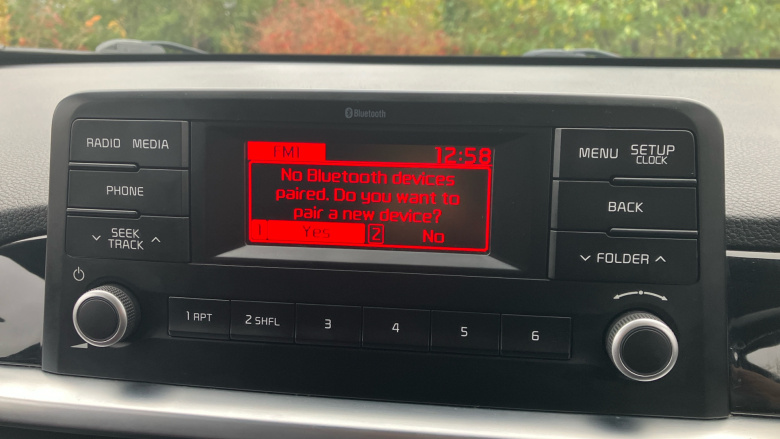 Bluetooth
RADIO MEDIA
PHONE
SEEK
TRACK
FM1 12:58
No Bluetooth devices
paired. Do you want to
pair a new device?
1 Yes 2 No
MENU SETUP
CLOCK
BACK
FOLDER
1 RPT 2 SHFL 3 4 5 6